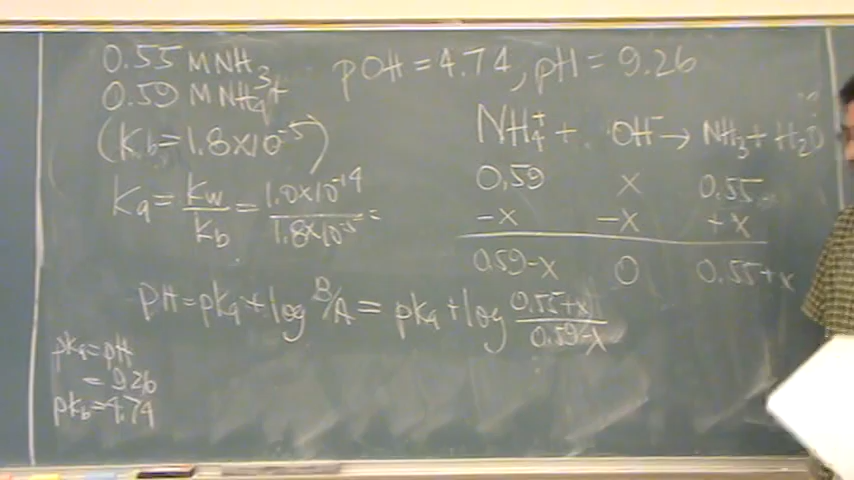 0.55 M NH3
0.59 M NH4+
(Kb = 1.8x10^-5)
Ka = Kw/Kb = 1.0x10^-14/1.8x10^-5 =
pOH = 4.74, pH = 9.26
NH4+ + OH- → NH3 + H2O
0.59 x 0.55
-x -x +x
0.59-x 0 0.55+x
PH = pKa + log B/A = pKa + log 0.55+x/0.59-x
pKa = pH
= 9.26
pKb = 4.74